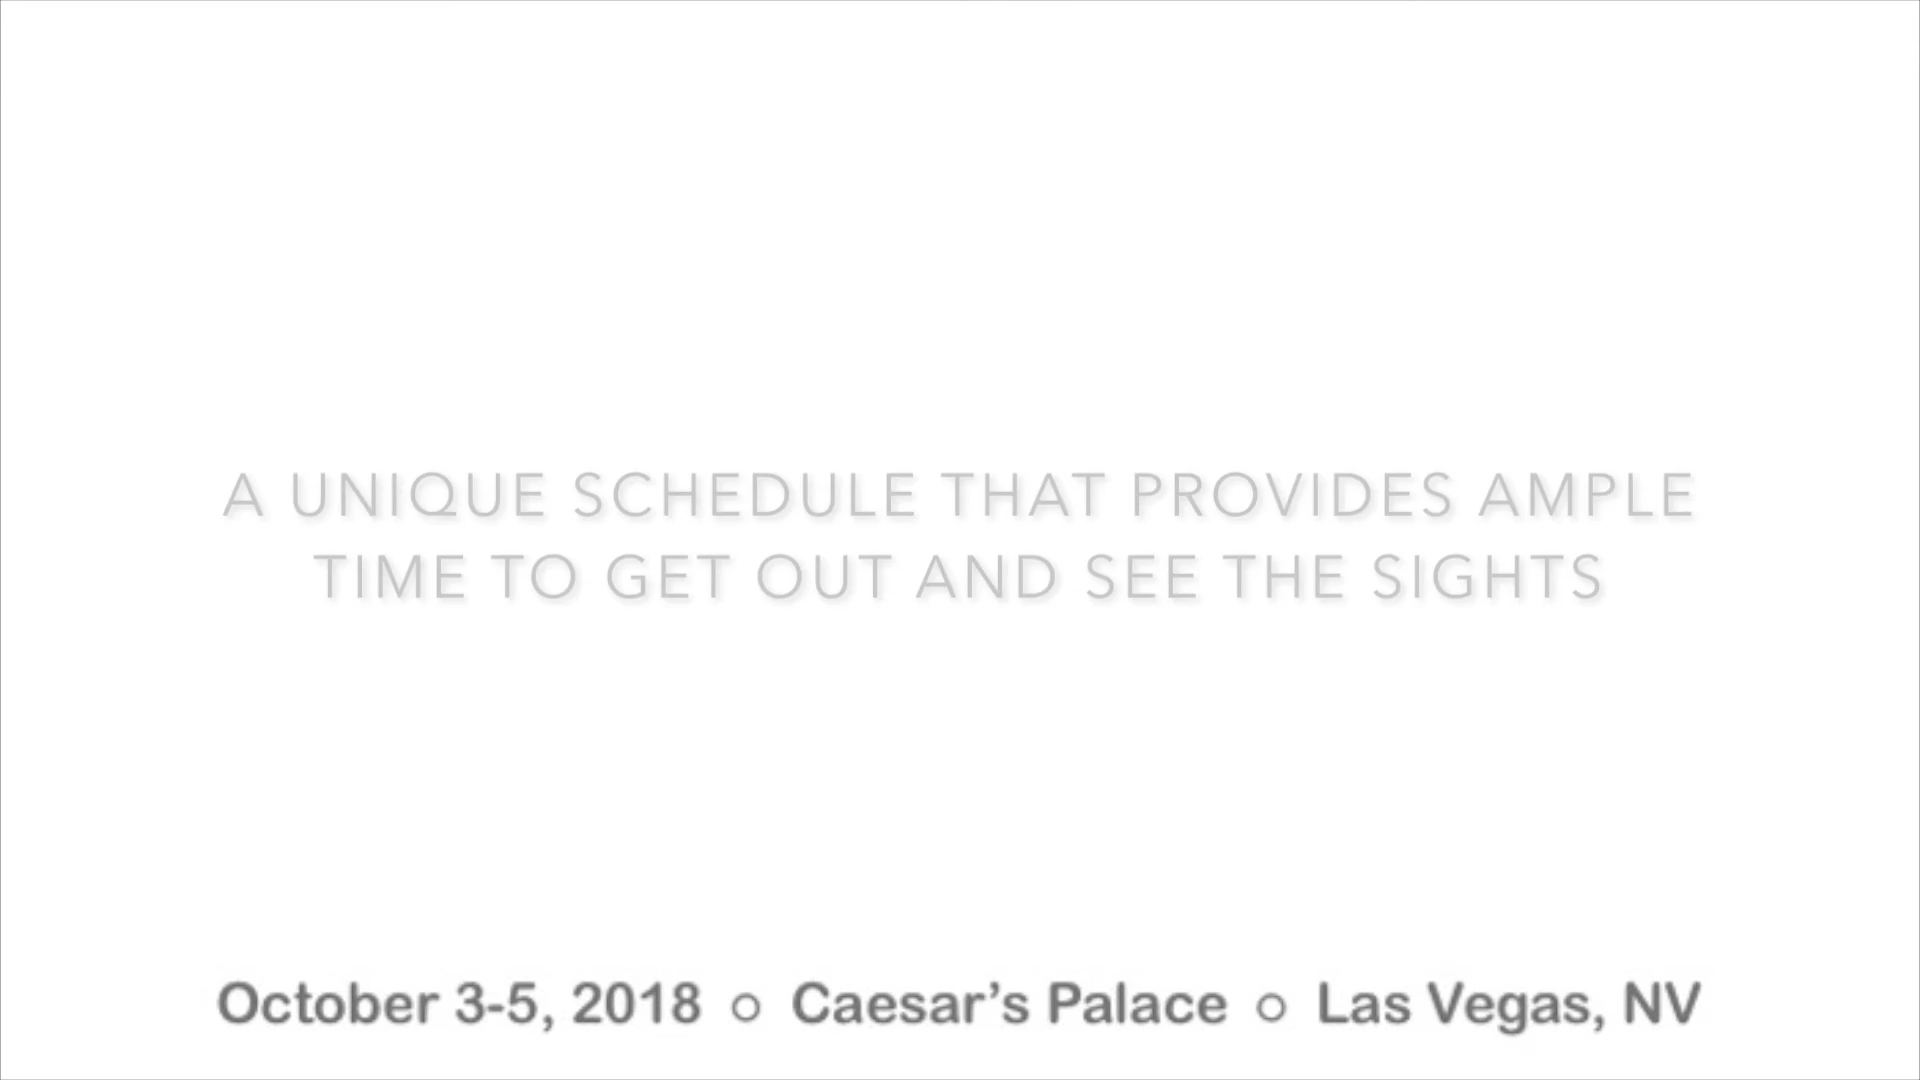 A UNIQUE SCHEDULE THAT PROVIDES AMPLE
TIME TO GET OUT AND SEE THE SIGHTS
October 3-5, 2018 ○ Caesar’s Palace ○ Las Vegas, NV